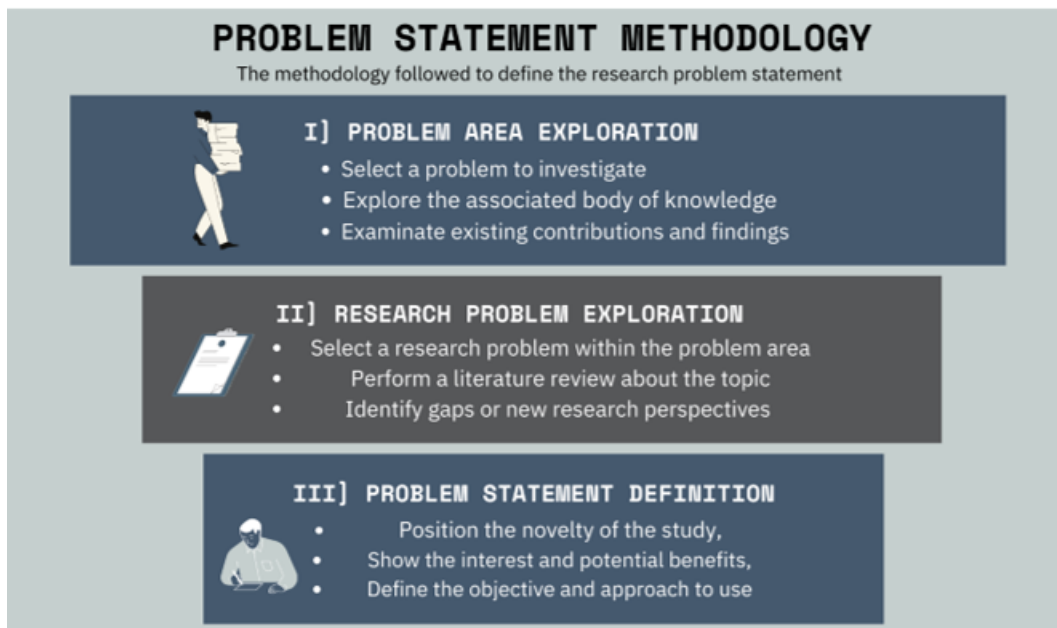 PROBLEM STATEMENT METHODOLOGY
The methodology followed to define the research problem statement
I] PROBLEM AREA EXPLORATION
• Select a problem to investigate
• Explore the associated body of knowledge
• Examinate existing contributions and findings
II] RESEARCH PROBLEM EXPLORATION
• Select a research problem within the problem area
• Perform a literature review about the topic
• Identify gaps or new research perspectives
III] PROBLEM STATEMENT DEFINITION
• Position the novelty of the study,
• Show the interest and potential benefits,
• Define the objective and approach to use